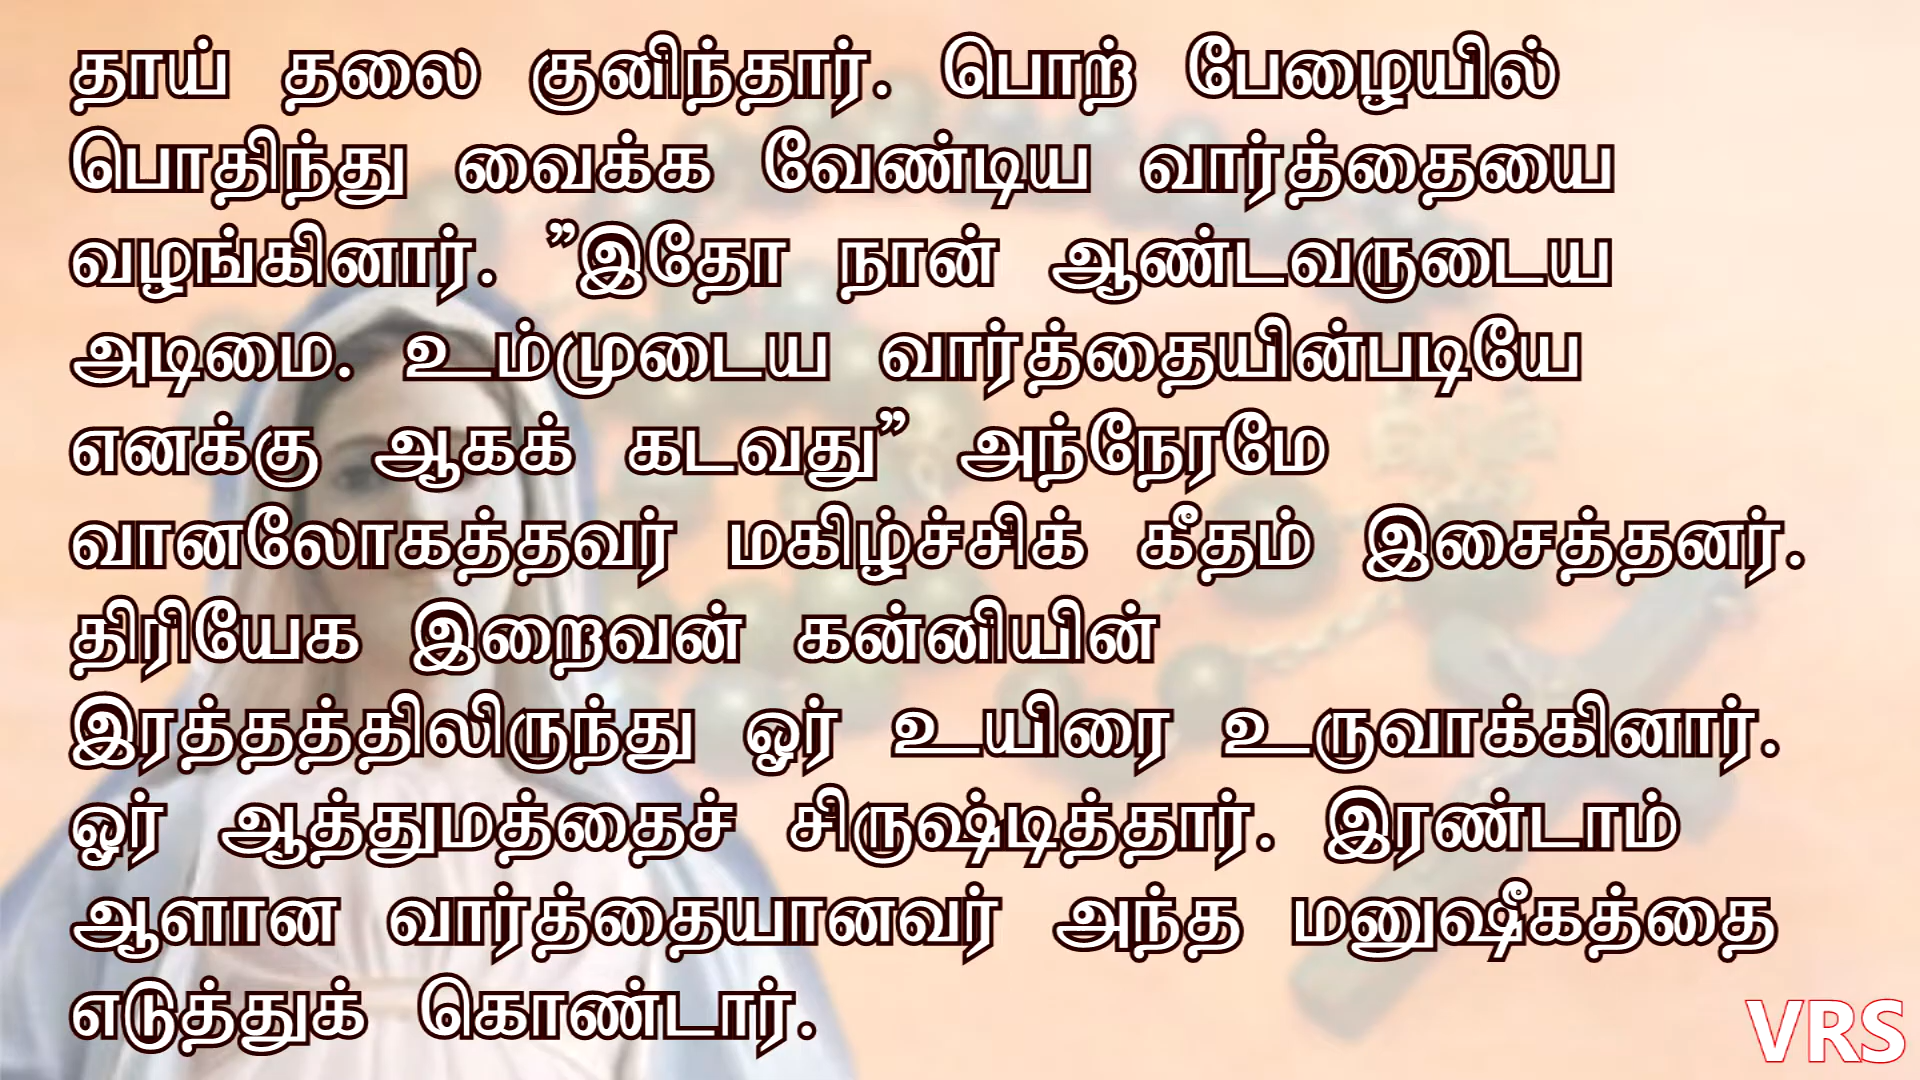 தாய் தலை குனிந்தார். பொற் பேழையில்
பொதிந்து வைக்க வேண்டிய வார்த்தையை
வழங்கினார். ”இதோ நான் ஆண்டவருடைய
அடிமை. உம்முடைய வார்த்தையின்படியே
எனக்கு ஆகக் கடவது” அந்நேரமே
வானலோகத்தவர் மகிழ்ச்சிக் கீதம் இசைத்தனர்.
திரியேக இறைவன் கன்னியின்
இரத்தத்திலிருந்து ஓர் உயிரை உருவாக்கினார்.
ஓர் ஆத்துமத்தைச் சிருஷ்டித்தார். இரண்டாம்
ஆளான வார்த்தையானவர் அந்த மனுஷீகத்தை
எடுத்துக் கொண்டார்.
VRS